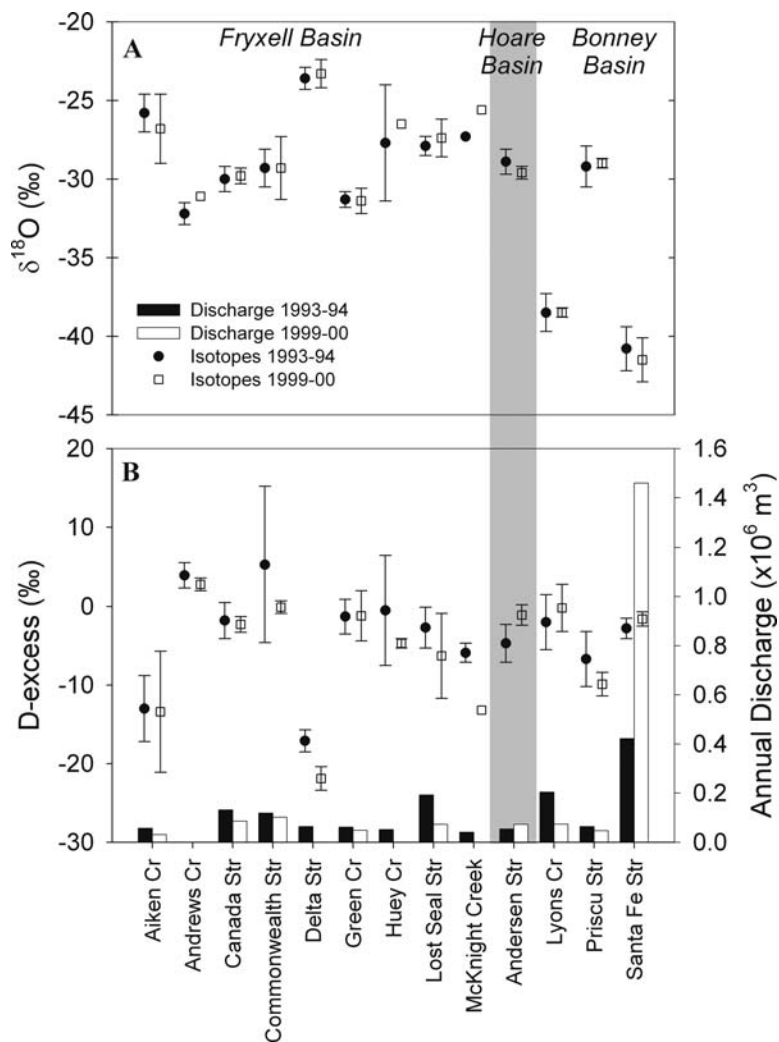 A
Fryxell Basin
Hoare
Basin
Bonney
Basin
-20
-25
-30
-35
-40
-45
δ18O (‰)
Discharge 1993-94
Discharge 1999-00
Isotopes 1993-94
Isotopes 1999-00
B
20
10
0
-10
-20
-30
D-excess (‰)
1.6
1.4
1.2
1.0
0.8
0.6
0.4
0.2
0.0
Annual Discharge (x10⁶ m³)
Aiken Cr
Andrews Cr
Canada Str
Commonwealth Str
Delta Str
Green Cr
Huey Cr
Lost Seal Str
McKnight Creek
Andersen Str
Lyons Cr
Priscu Str
Santa Fe Str